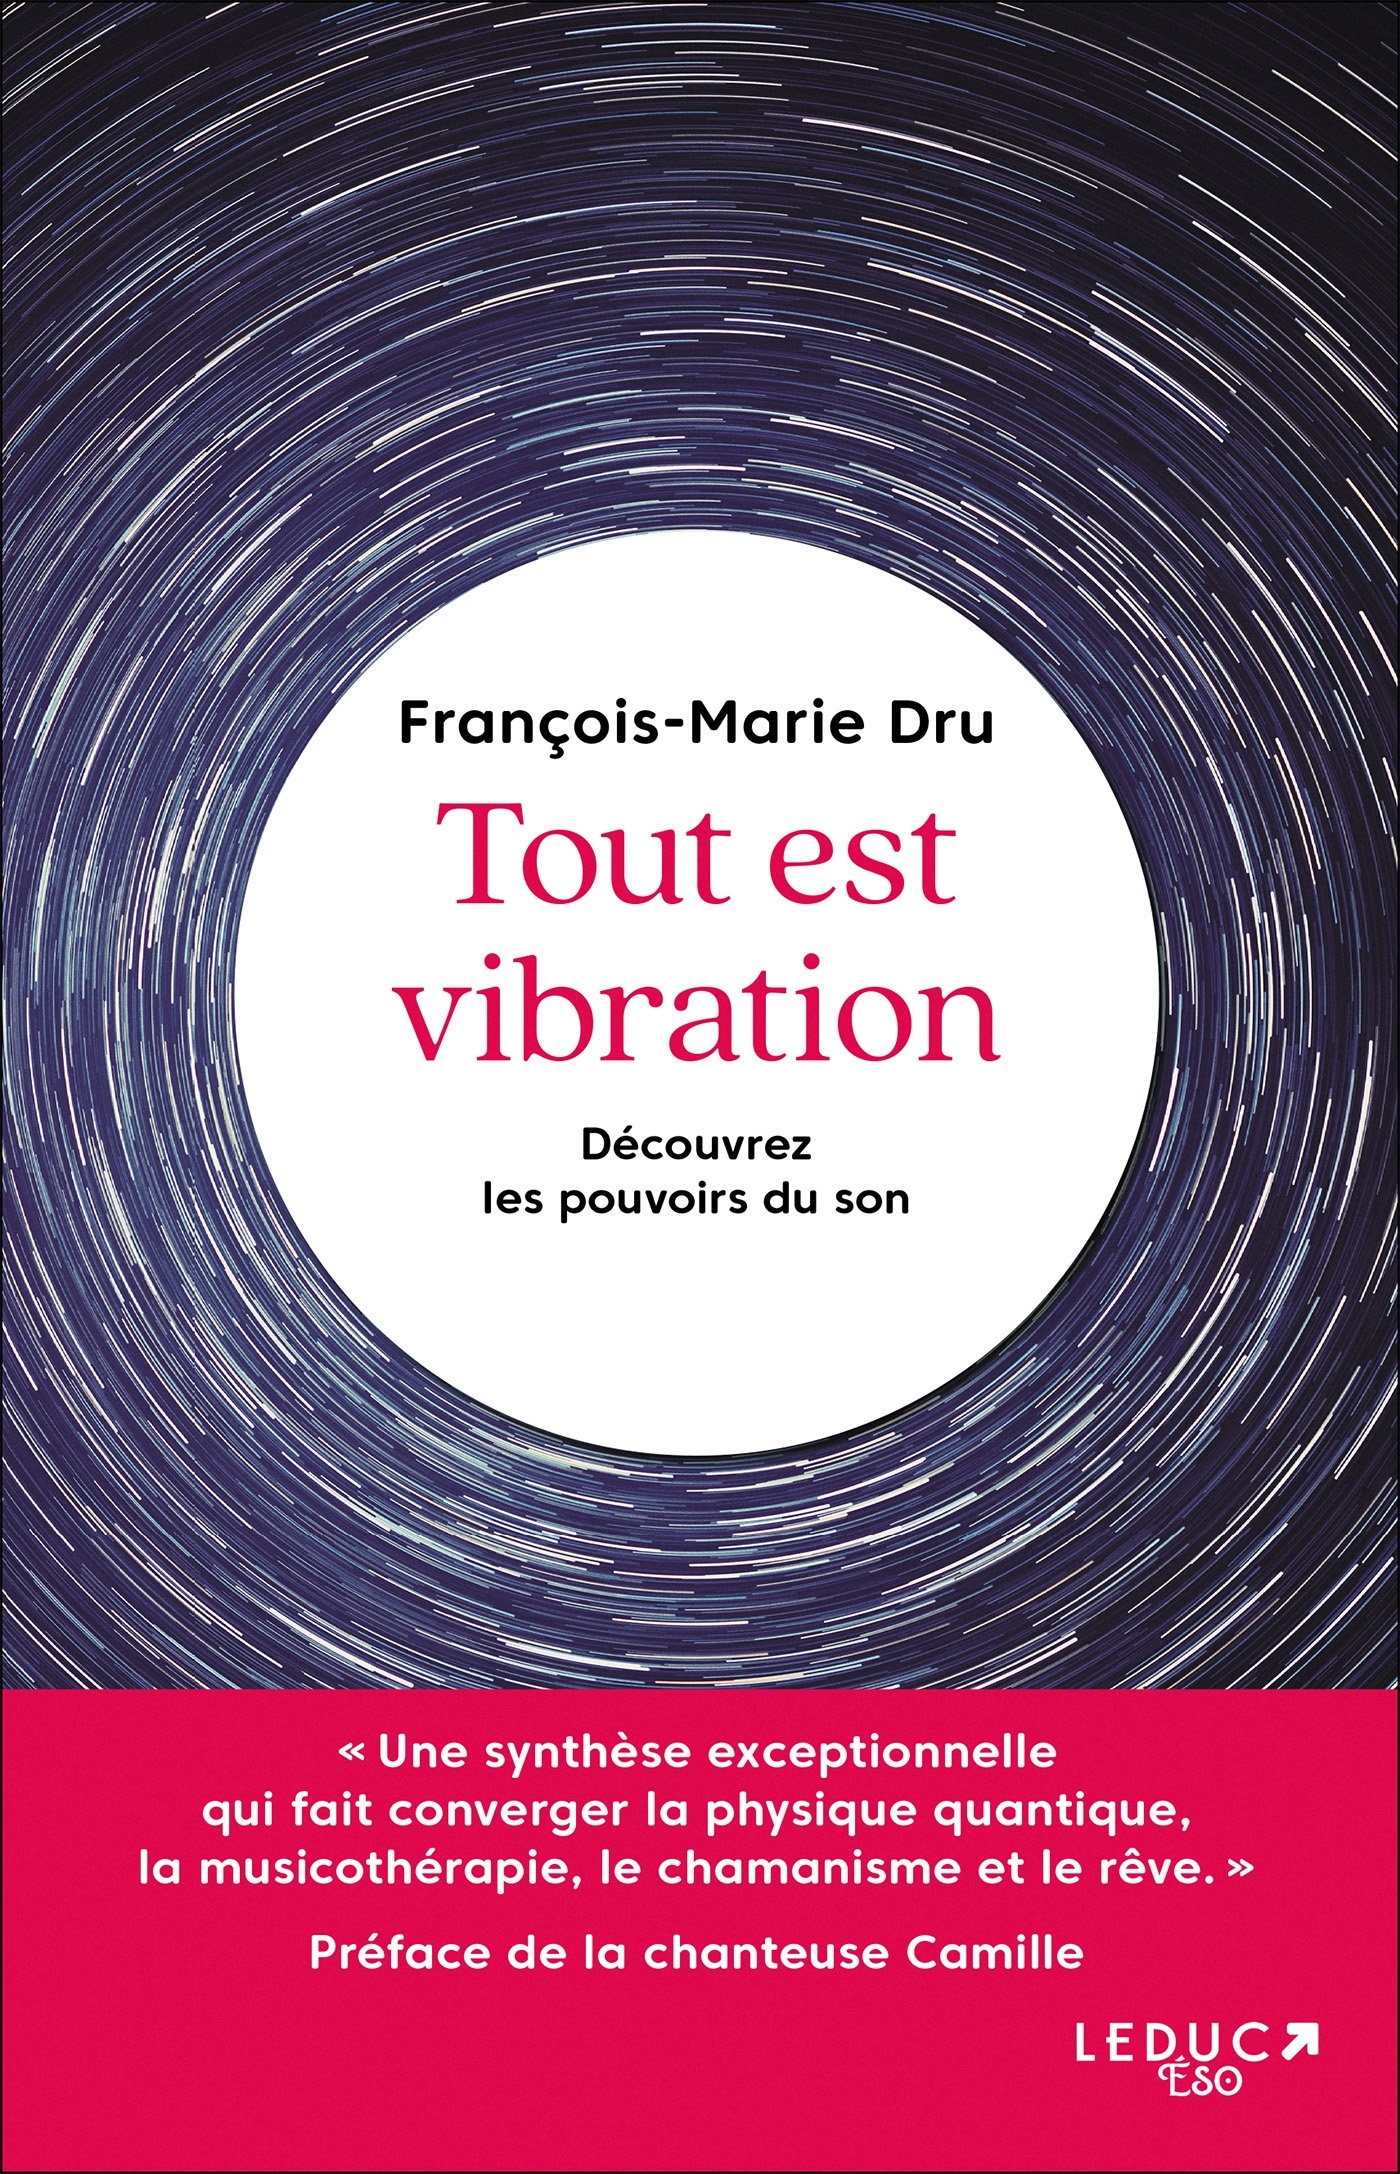 François-Marie Dru
Tout est
vibration
Découvrez
les pouvoirs du son
« Une synthèse exceptionnelle
qui fait converger la physique quantique,
la musicothérapie, le chamanisme et le rêve. »
Préface de la chanteuse Camille
LEDUC
ÉSO